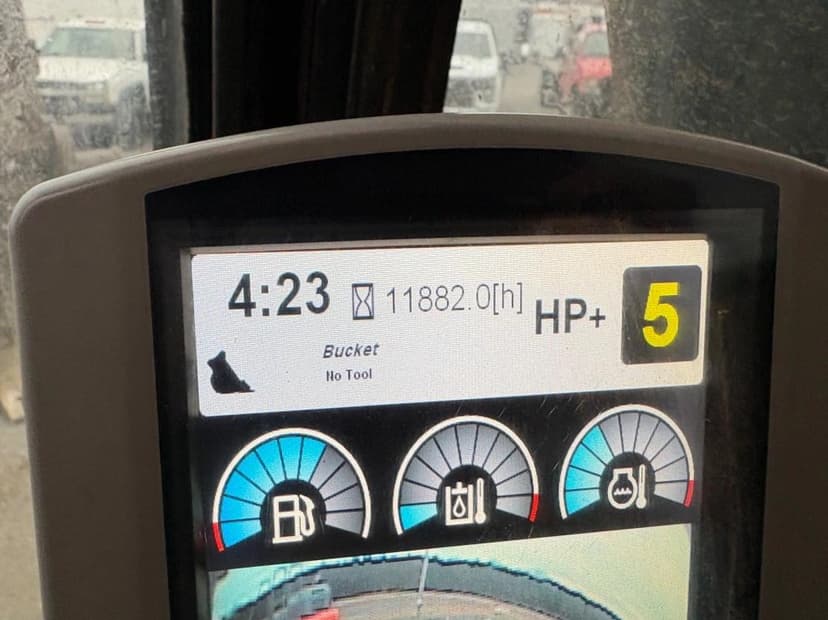 4:23 11882.0[h] HP+ 5
Bucket
No Tool